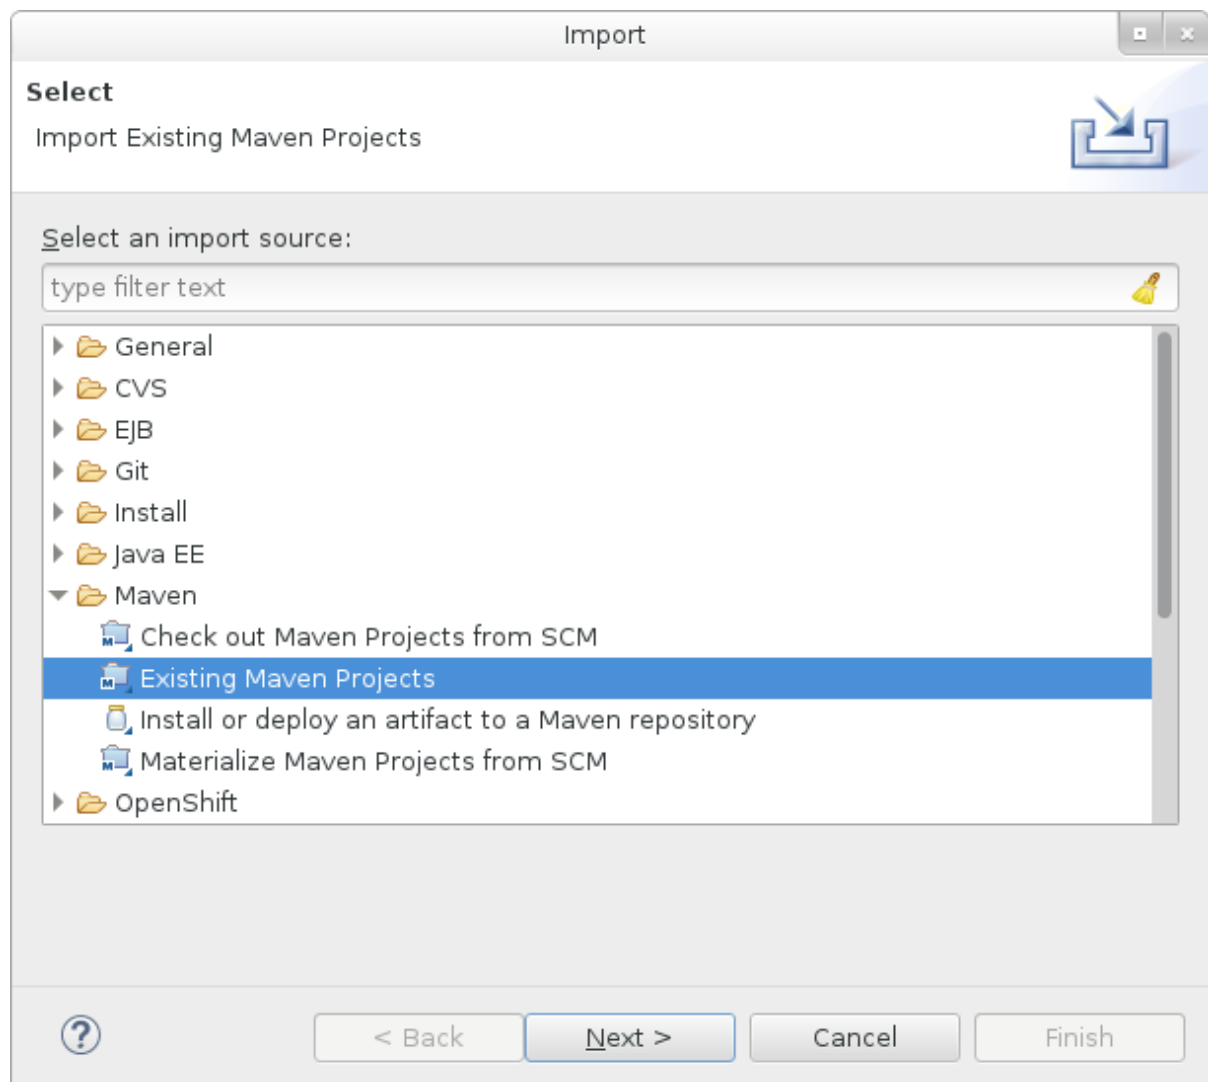 Import
Select
Import Existing Maven Projects
Select an import source:
type filter text
General
CVS
EJB
Git
Install
Java EE
Maven
Check out Maven Projects from SCM
Existing Maven Projects
Install or deploy an artifact to a Maven repository
Materialize Maven Projects from SCM
OpenShift
< Back Next > Cancel Finish